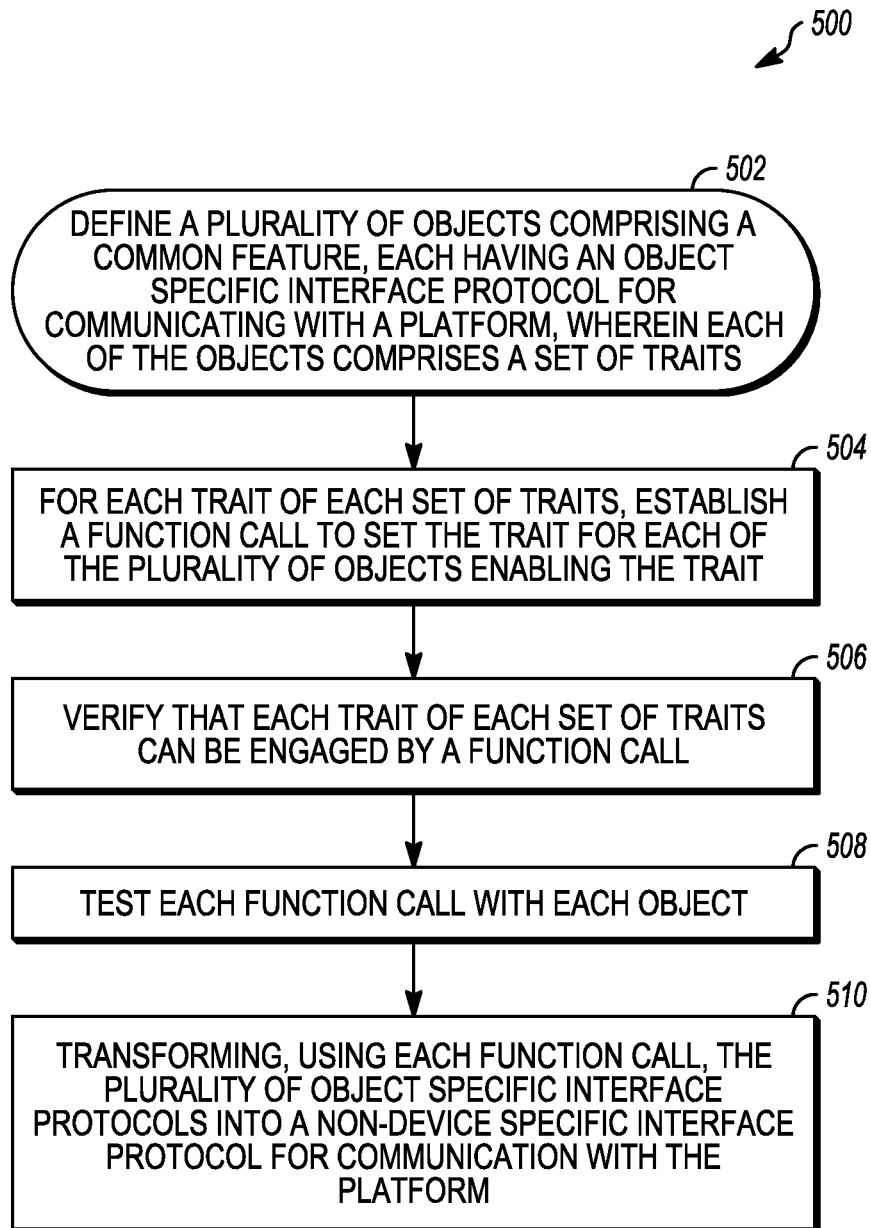 500
502
DEFINE A PLURALITY OF OBJECTS COMPRISING A
COMMON FEATURE, EACH HAVING AN OBJECT
SPECIFIC INTERFACE PROTOCOL FOR
COMMUNICATING WITH A PLATFORM, WHEREIN EACH
OF THE OBJECTS COMPRISES A SET OF TRAITS
504
FOR EACH TRAIT OF EACH SET OF TRAITS, ESTABLISH
A FUNCTION CALL TO SET THE TRAIT FOR EACH OF
THE PLURALITY OF OBJECTS ENABLING THE TRAIT
506
VERIFY THAT EACH TRAIT OF EACH SET OF TRAITS
CAN BE ENGAGED BY A FUNCTION CALL
508
TEST EACH FUNCTION CALL WITH EACH OBJECT
510
TRANSFORMING, USING EACH FUNCTION CALL, THE
PLURALITY OF OBJECT SPECIFIC INTERFACE
PROTOCOLS INTO A NON-DEVICE SPECIFIC INTERFACE
PROTOCOL FOR COMMUNICATION WITH THE
PLATFORM